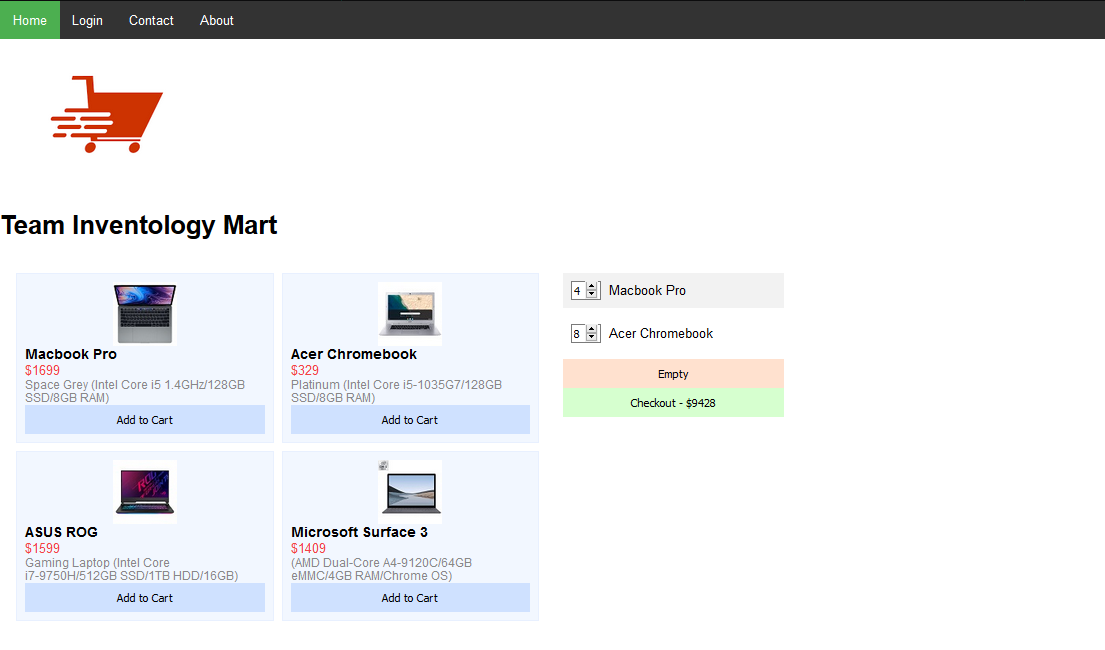 Home Login Contact About
Team Inventology Mart
Macbook Pro
$1699
Space Grey (Intel Core i5 1.4GHz/128GB
SSD/8GB RAM)
Add to Cart
Acer Chromebook
$329
Platinum (Intel Core i5-1035G7/128GB
SSD/8GB RAM)
Add to Cart
ASUS ROG
$1599
Gaming Laptop (Intel Core
i7-9750H/512GB SSD/1TB HDD/16GB)
Add to Cart
Microsoft Surface 3
$1409
(AMD Dual-Core A4-9120C/64GB
eMMC/4GB RAM/Chrome OS)
Add to Cart
4 Macbook Pro
8 Acer Chromebook
Empty
Checkout - $9428